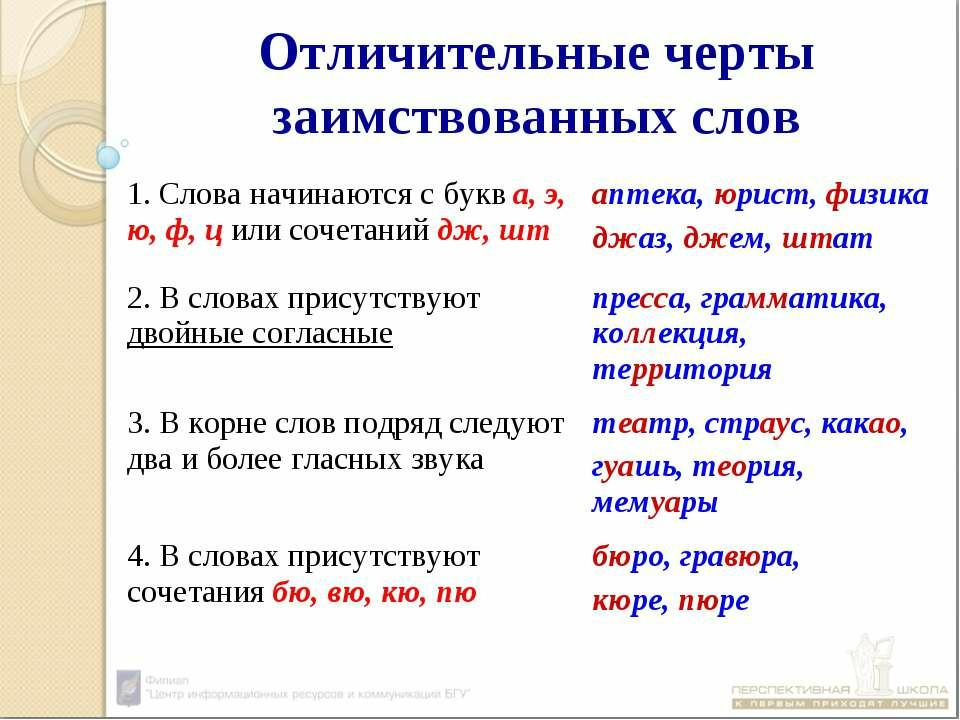 Отличительные черты
заимствованных слов
1. Слова начинаются с букв а, э,
ю, ф, ц или сочетаний дж, шт
аптека, юрист, физика
джаз, джем, штат
2. В словах присутствуют
двойные согласные
пресса, грамматика,
коллекция,
территория
3. В корне слов подряд следуют
два и более гласных звука
театр, страус, какао,
гуашь, теория,
мемуары
4. В словах присутствуют
сочетания бю, вю, кю, пю
бюро, гравюра,
кюре, пюре
Филиал
"Центр информационных ресурсов и коммуникаций БГУ"
ПЕРСПЕКТИВНАЯ ШКОЛА
К ПЕРВЫМ ПРИХОДЯТ ЛУЧШИЕ